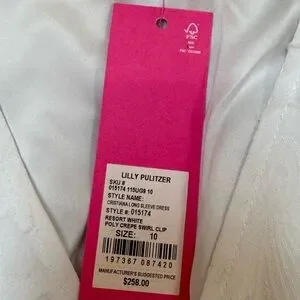 FSC
LILLY PULITZER
SKU #
015174 115UG9 10
STYLE NAME:
CRISTIANA LONG SLEEVE DRESS
STYLE #: 015174
RESORT WHITE
POLY CREPE SWIRL CLIP
SIZE: 10
197367 087420
MANUFACTURER'S SUGGESTED PRICE
$258.00